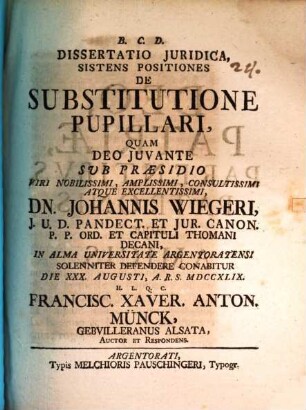 B. C. D.
DISSERTATIO JURIDICA,
SISTENS POSITIONES
DE
SUBSTITUTIONE
PUPILLARI,
QUAM
DEO JUVANTE
SUB PRÆSIDIO
VIRI NOBILISSIMI, AMPLISSIMI, CONSULTISSIMI
ATQUE EXCELLENTISSIMI,
DN. JOHANNIS WIEGERI,
J. U. D. PANDECT. ET JUR. CANON.
P. P. ORD. ET CAPITULI THOMANI
DECANI,
IN ALMA UNIVERSITATE ARGENTORATENSI
SOLENNITER DEFENDERE CONABITUR
DIE XXX. AUGUSTI, A. R. S. MDCCXLIX.
H. L. Q. C.
FRANCISC. XAVER. ANTON.
MÜNCK,
GEBVILLERANUS ALSATA,
AUCTOR ET RESPONDENS.
ARGENTORATI,
Typis MELCHIORIS PAUSCHINGERI, Typogr.